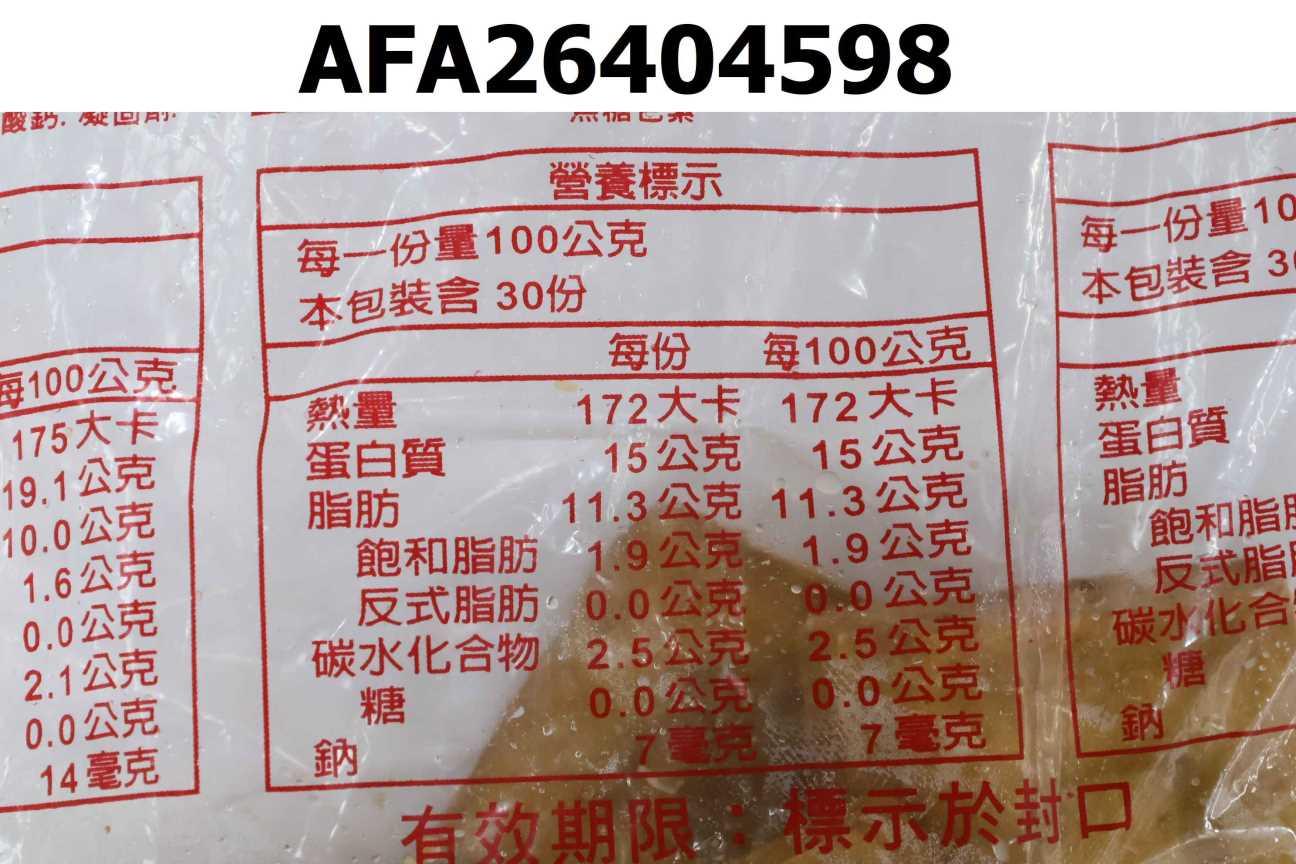 AFA26404598
營養標示
每一份量100公克
本包裝含 30份
每份 每100公克
熱量 172大卡 172大卡
蛋白質 15公克 15公克
脂肪 11.3公克 11.3公克
飽和脂肪 1.9公克 1.9公克
反式脂肪 0.0公克 0.0公克
碳水化合物 2.5公克 2.5公克
糖 0.0公克 0.0公克
鈉 7毫克 7毫克
有效期限：標示於封口
每100公克
175大卡
19.1公克
10.0公克
1.6公克
0.0公克
2.1公克
0.0公克
14毫克
每一份量10
本包裝含 3
熱量
蛋白質
脂肪
飽和脂
反式脂
碳水化合
糖
鈉